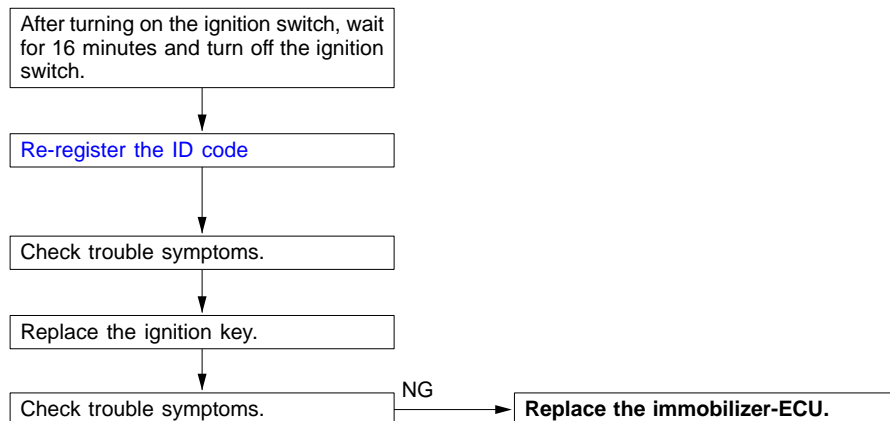 After turning on the ignition switch, wait
for 16 minutes and turn off the ignition
switch.
Re-register the ID code
Check trouble symptoms.
Replace the ignition key.
NG
Check trouble symptoms.
Replace the immobilizer-ECU.